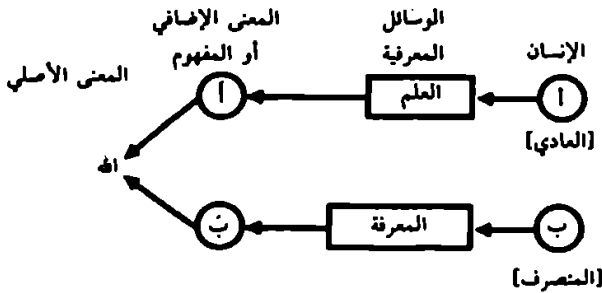 الإنسان
الوسائل المعرفية
المعنى الإضافي أو المفهوم
المعنى الأصلي
أ
[العادي]
العلم
أَ
الله
ب
[المتصرف]
المعرفة
بَ